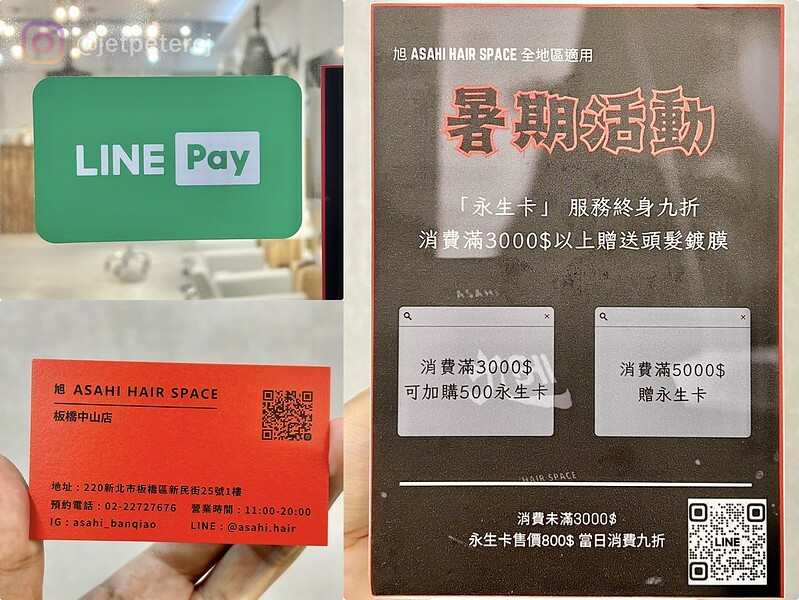 @jetpetersj
LINE Pay
旭 ASAHI HAIR SPACE
板橋中山店
地址：220新北市板橋區新民街25號1樓
預約電話：02-22727676 營業時間：11:00-20:00
IG：asahi_banqiao LINE：@asahi.hair
旭 ASAHI HAIR SPACE 全地區適用
暑期活動
「永生卡」 服務終身九折
消費滿3000$以上贈送頭髮鍍膜
ASAHI
消費滿3000$
可加購500永生卡
消費滿5000$
贈永生卡
HAIR SPACE
消費未滿3000$
永生卡售價800$ 當日消費九折
LINE